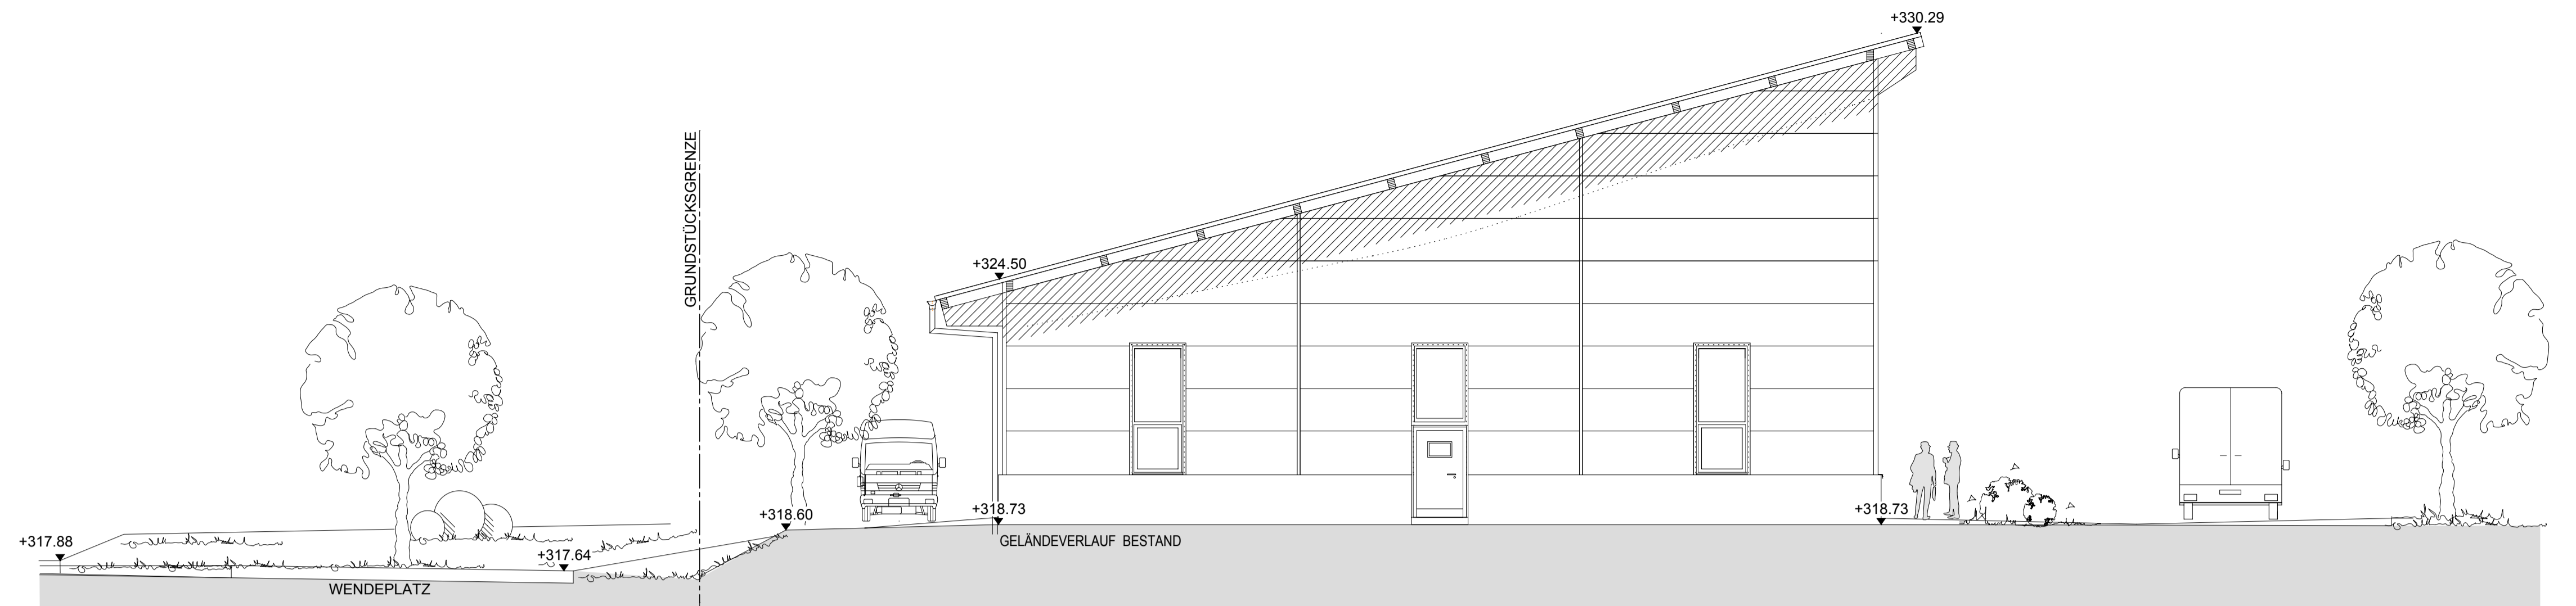 +330.29
GRUNDSTÜCKSGRENZE
+324.50
+318.60
+318.73
+318.73
GELÄNDEVERLAUF BESTAND
+317.88
+317.64
WENDEPLATZ